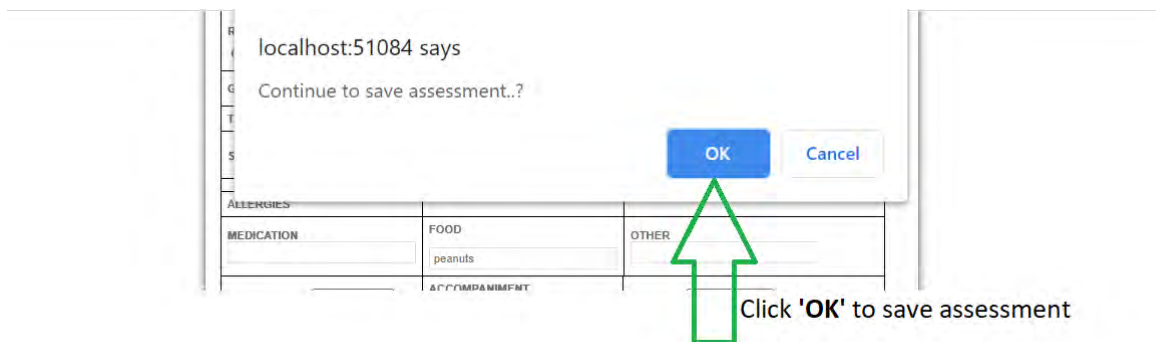 localhost:51084 says
Continue to save assessment..?
OK Cancel
ALLERGIES
MEDICATION FOOD OTHER
peanuts
ACCOMPANIMENT
Click 'OK' to save assessment